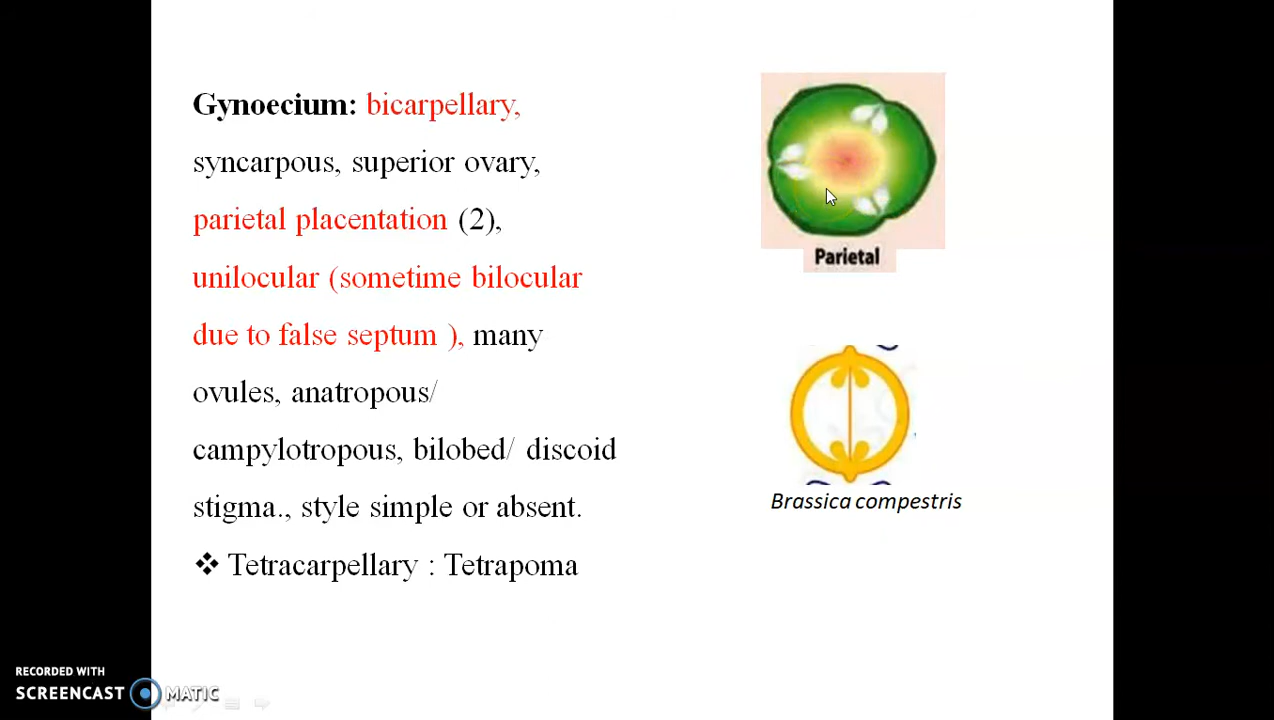 Gynoecium: bicarpellary,
syncarpous, superior ovary,
parietal placentation (2),
unilocular (sometime bilocular
due to false septum ), many
ovules, anatropous/
campylotropous, bilobed/ discoid
stigma., style simple or absent.
❖ Tetracarpellary : Tetrapoma
Parietal
Brassica compestris
RECORDED WITH
SCREENCAST MATIC